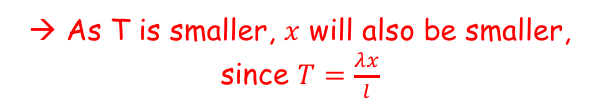 → As T is smaller, 𝑥 will also be smaller,
since 𝑇 = 𝜆𝑥/𝑙